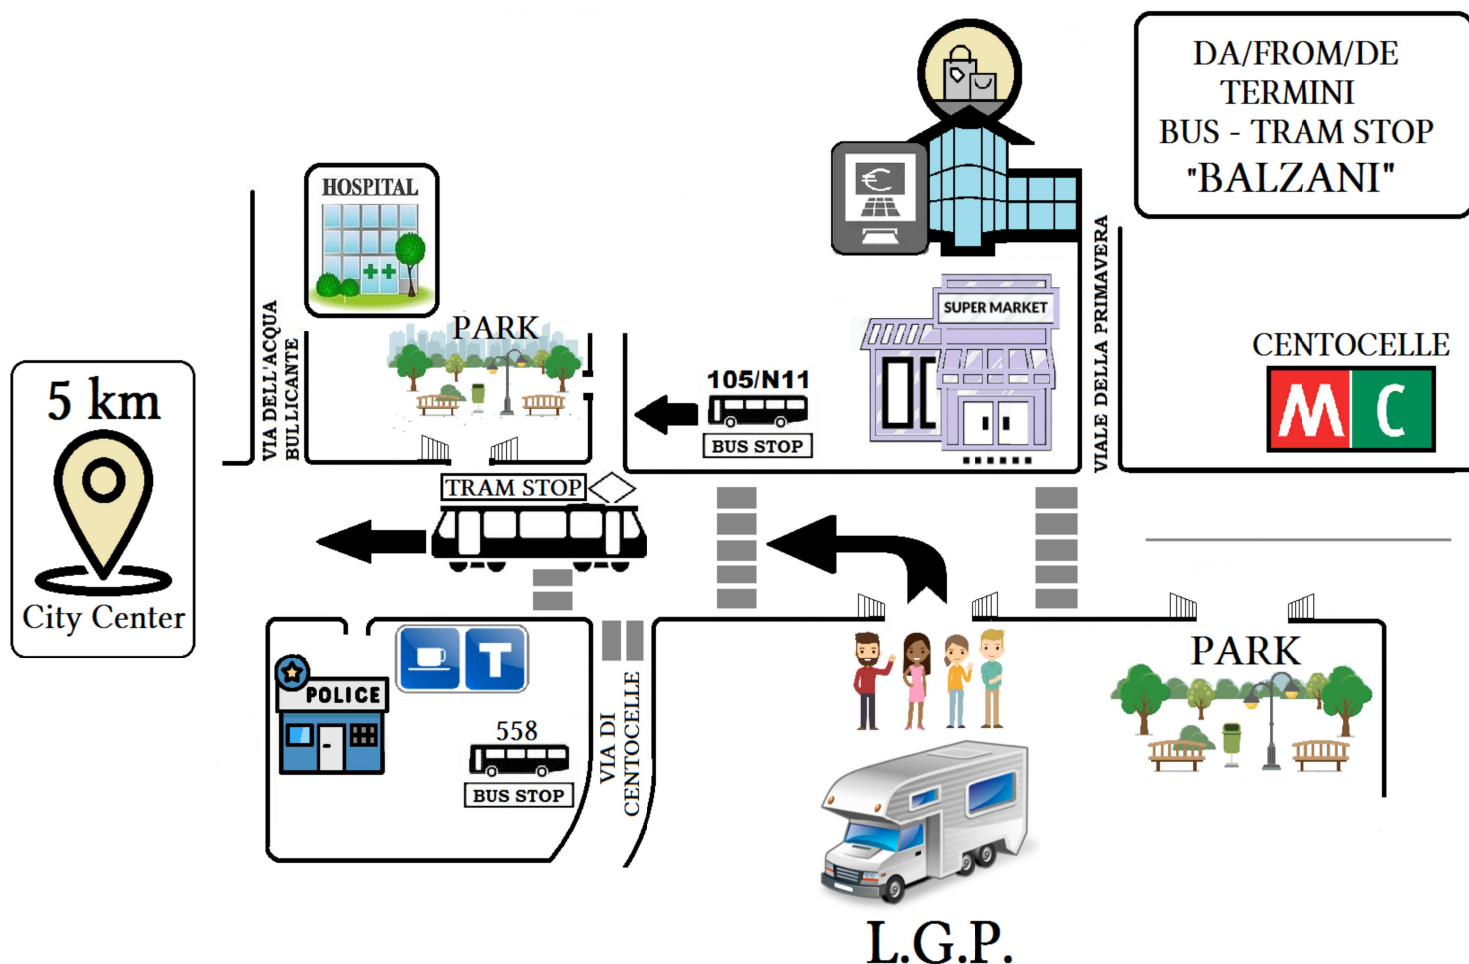 DA/FROM/DE
TERMINI
BUS - TRAM STOP
"BALZANI"
HOSPITAL
€
VIA DELL'ACQUA
BULLICANTE
PARK
SUPER MARKET
VIALE DELLA PRIMAVERA
CENTOCELLE
M C
5 km
City Center
105/N11
BUS STOP
TRAM STOP
POLICE
T
558
BUS STOP
VIA DI
CENTOCELLE
PARK
L.G.P.